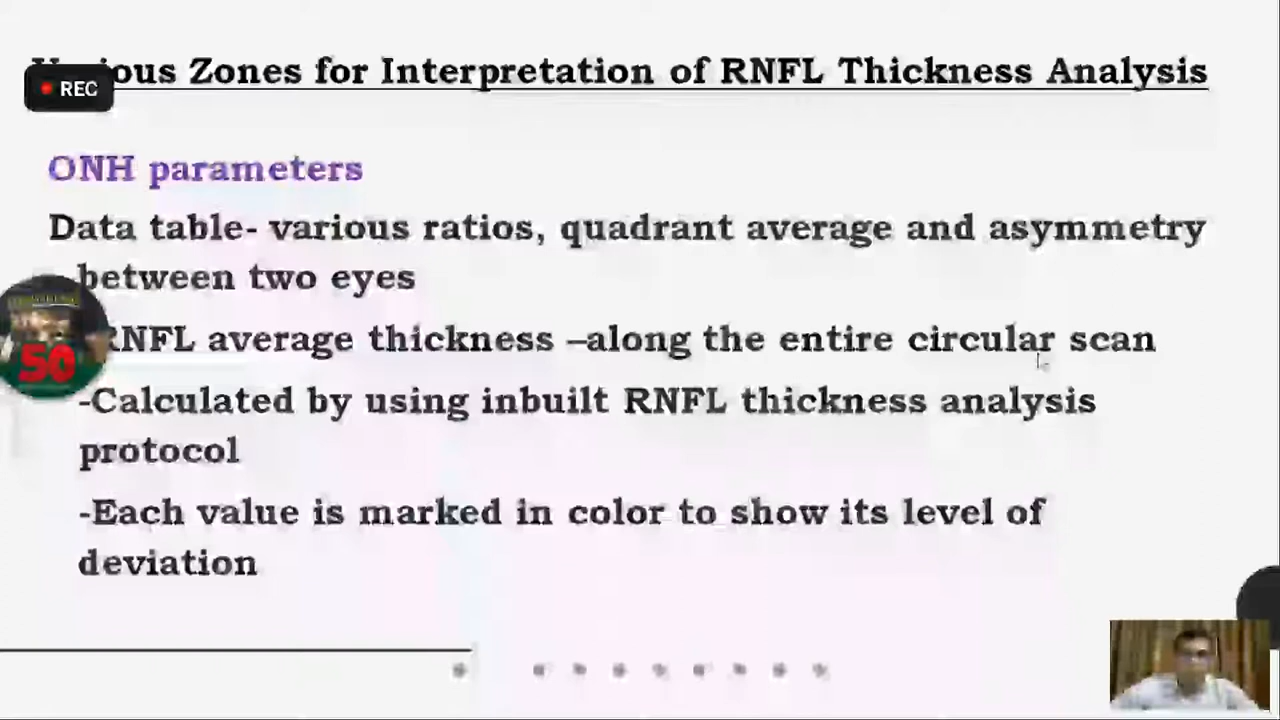 ious Zones for Interpretation of RNFL Thickness Analysis
REC
ONH parameters
Data table- various ratios, quadrant average and asymmetry
between two eyes
RNFL average thickness –along the entire circular scan
50
-Calculated by using inbuilt RNFL thickness analysis
protocol
-Each value is marked in color to show its level of
deviation